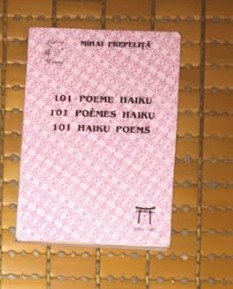 MIHAI PREPELIȚĂ
101 POEME HAIKU
101 POÈMES HAIKU
101 HAIKU POEMS